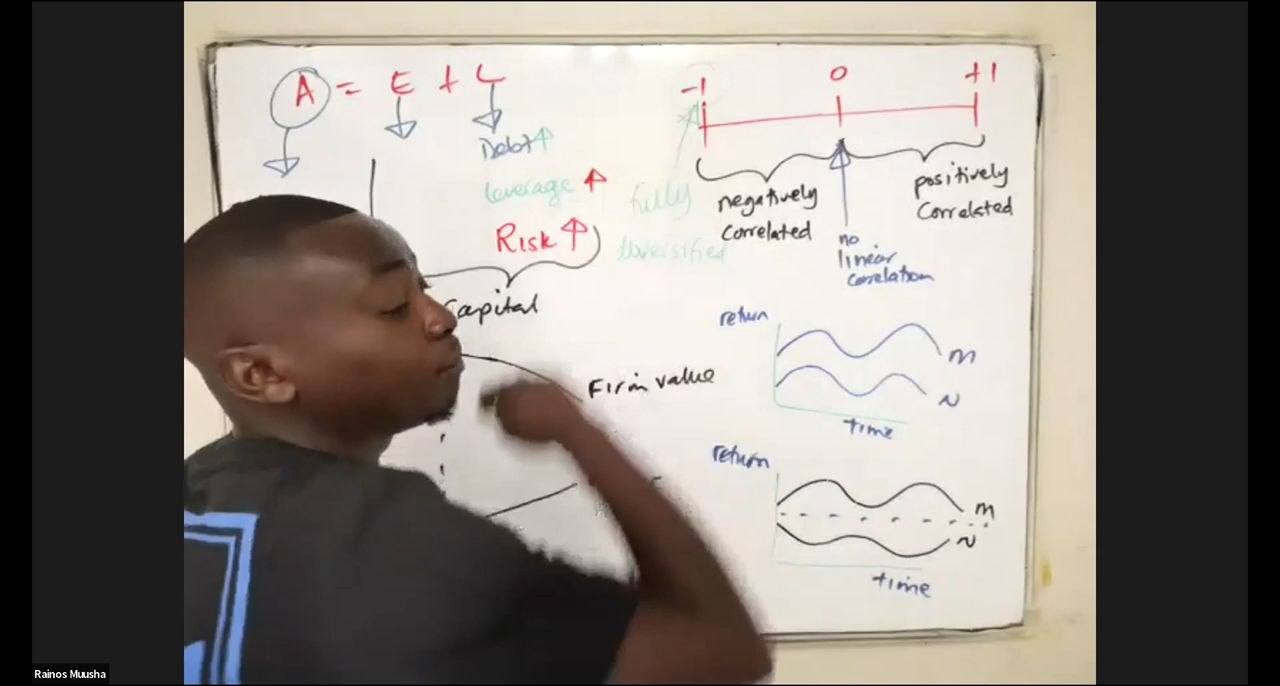 A = E + L
Debt↑
leverage ↑
Risk ↑
Capital
Firm value
-1 0 +1
fully
diversified
negatively
correlated
positively
correlated
no
linear
correlation
return
M
N
time
return
M
N
time
Rainos Muusha